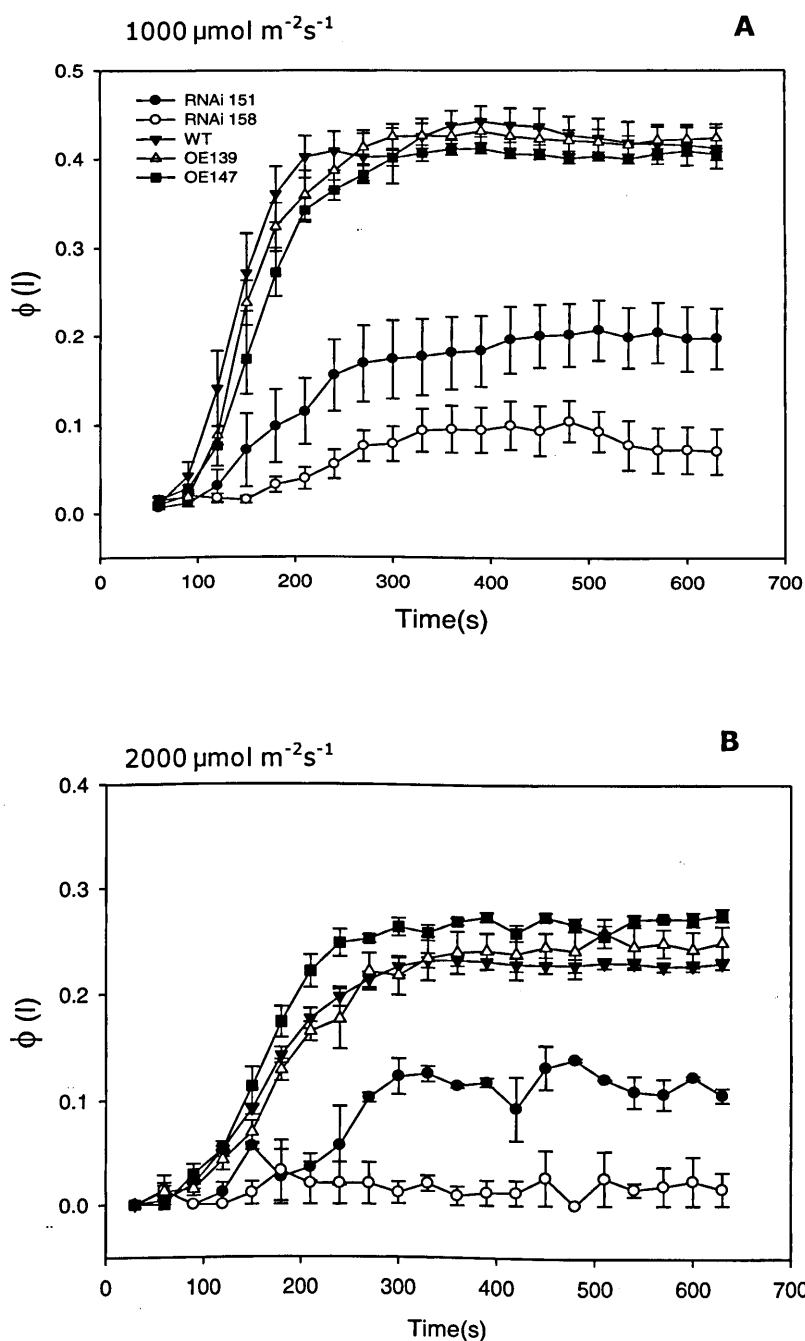 1000 µmol m⁻²s⁻¹
A
0.5
0.4
0.3
0.2
0.1
0.0
ϕ (I)
RNAi 151
RNAi 158
WT
OE139
OE147
0 100 200 300 400 500 600 700
Time(s)
2000 µmol m⁻²s⁻¹
B
0.4
0.3
0.2
0.1
0.0
ϕ (I)
0 100 200 300 400 500 600 700
Time(s)